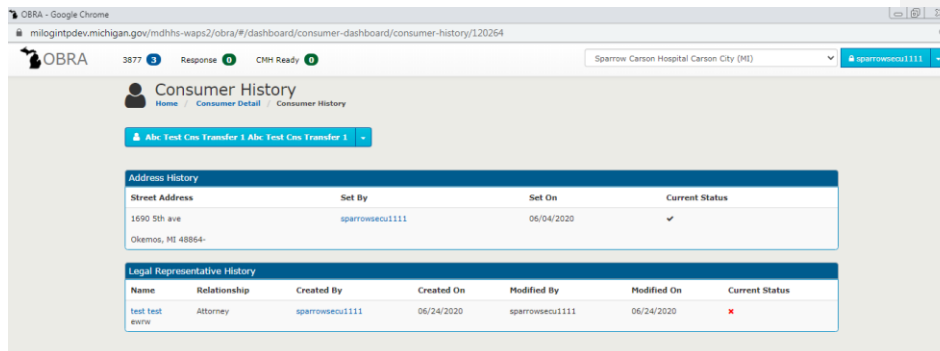 OBRA - Google Chrome
milogintpdev.michigan.gov/mdhhs-waps2/obra/#/dashboard/consumer-dashboard/consumer-history/120264
OBRA 3877 3 Response 0 CMH Ready 0 Sparrow Carson Hospital Carson City (MI) sparrowsecu1111
Consumer History
Home / Consumer Detail / Consumer History
Abc Test Cns Transfer 1 Abc Test Cns Transfer 1
Address History
Street Address Set By Set On Current Status
1690 5th ave sparrowsecu1111 06/04/2020 ✔
Okemos, MI 48864-
Legal Representative History
Name Relationship Created By Created On Modified By Modified On Current Status
test test Attorney sparrowsecu1111 06/24/2020 sparrowsecu1111 06/24/2020 ✖
ewrw